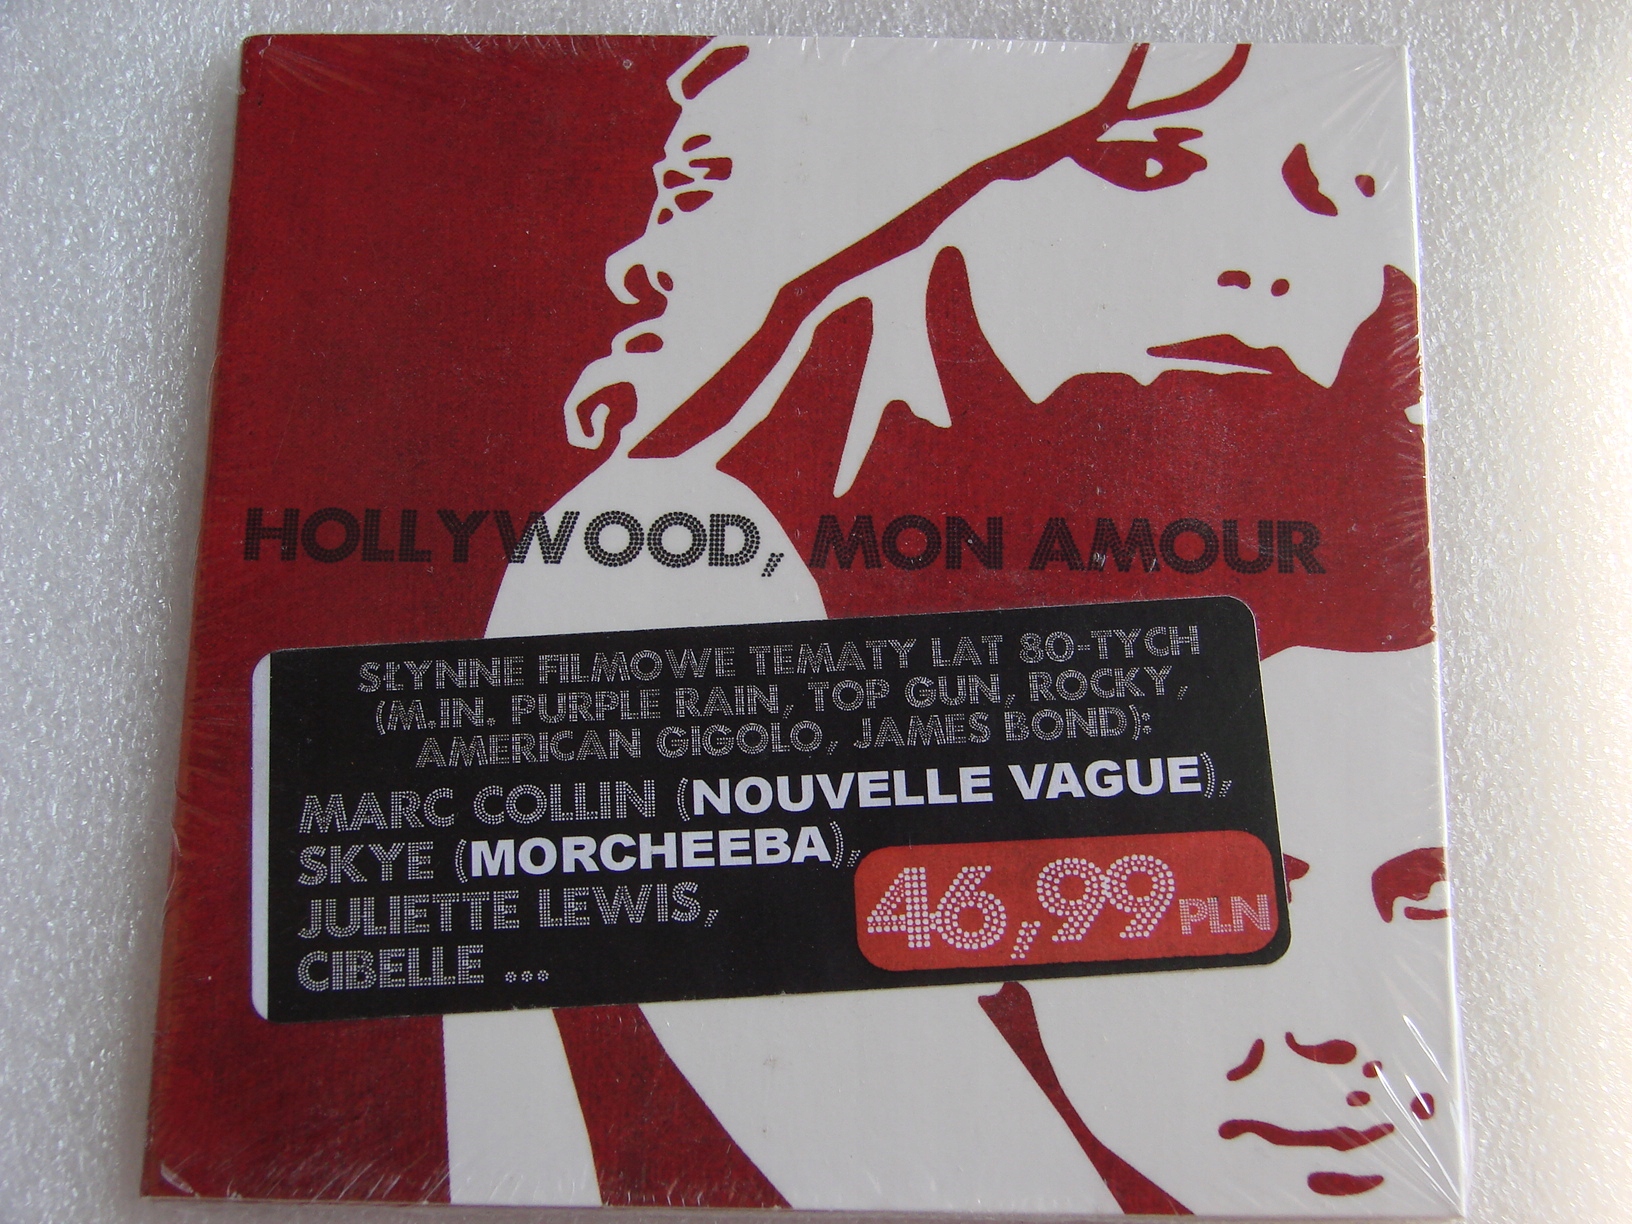 HOLLYWOOD, MON AMOUR
SŁYNNE FILMOWE TEMATY LAT 80-TYCH
(M.IN. PURPLE RAIN, TOP GUN, ROCKY,
AMERICAN GIGOLO, JAMES BOND):
MARC COLLIN (NOUVELLE VAGUE),
SKYE (MORCHEEBA),
JULIETTE LEWIS,
CIBELLE ...
46,99 PLN